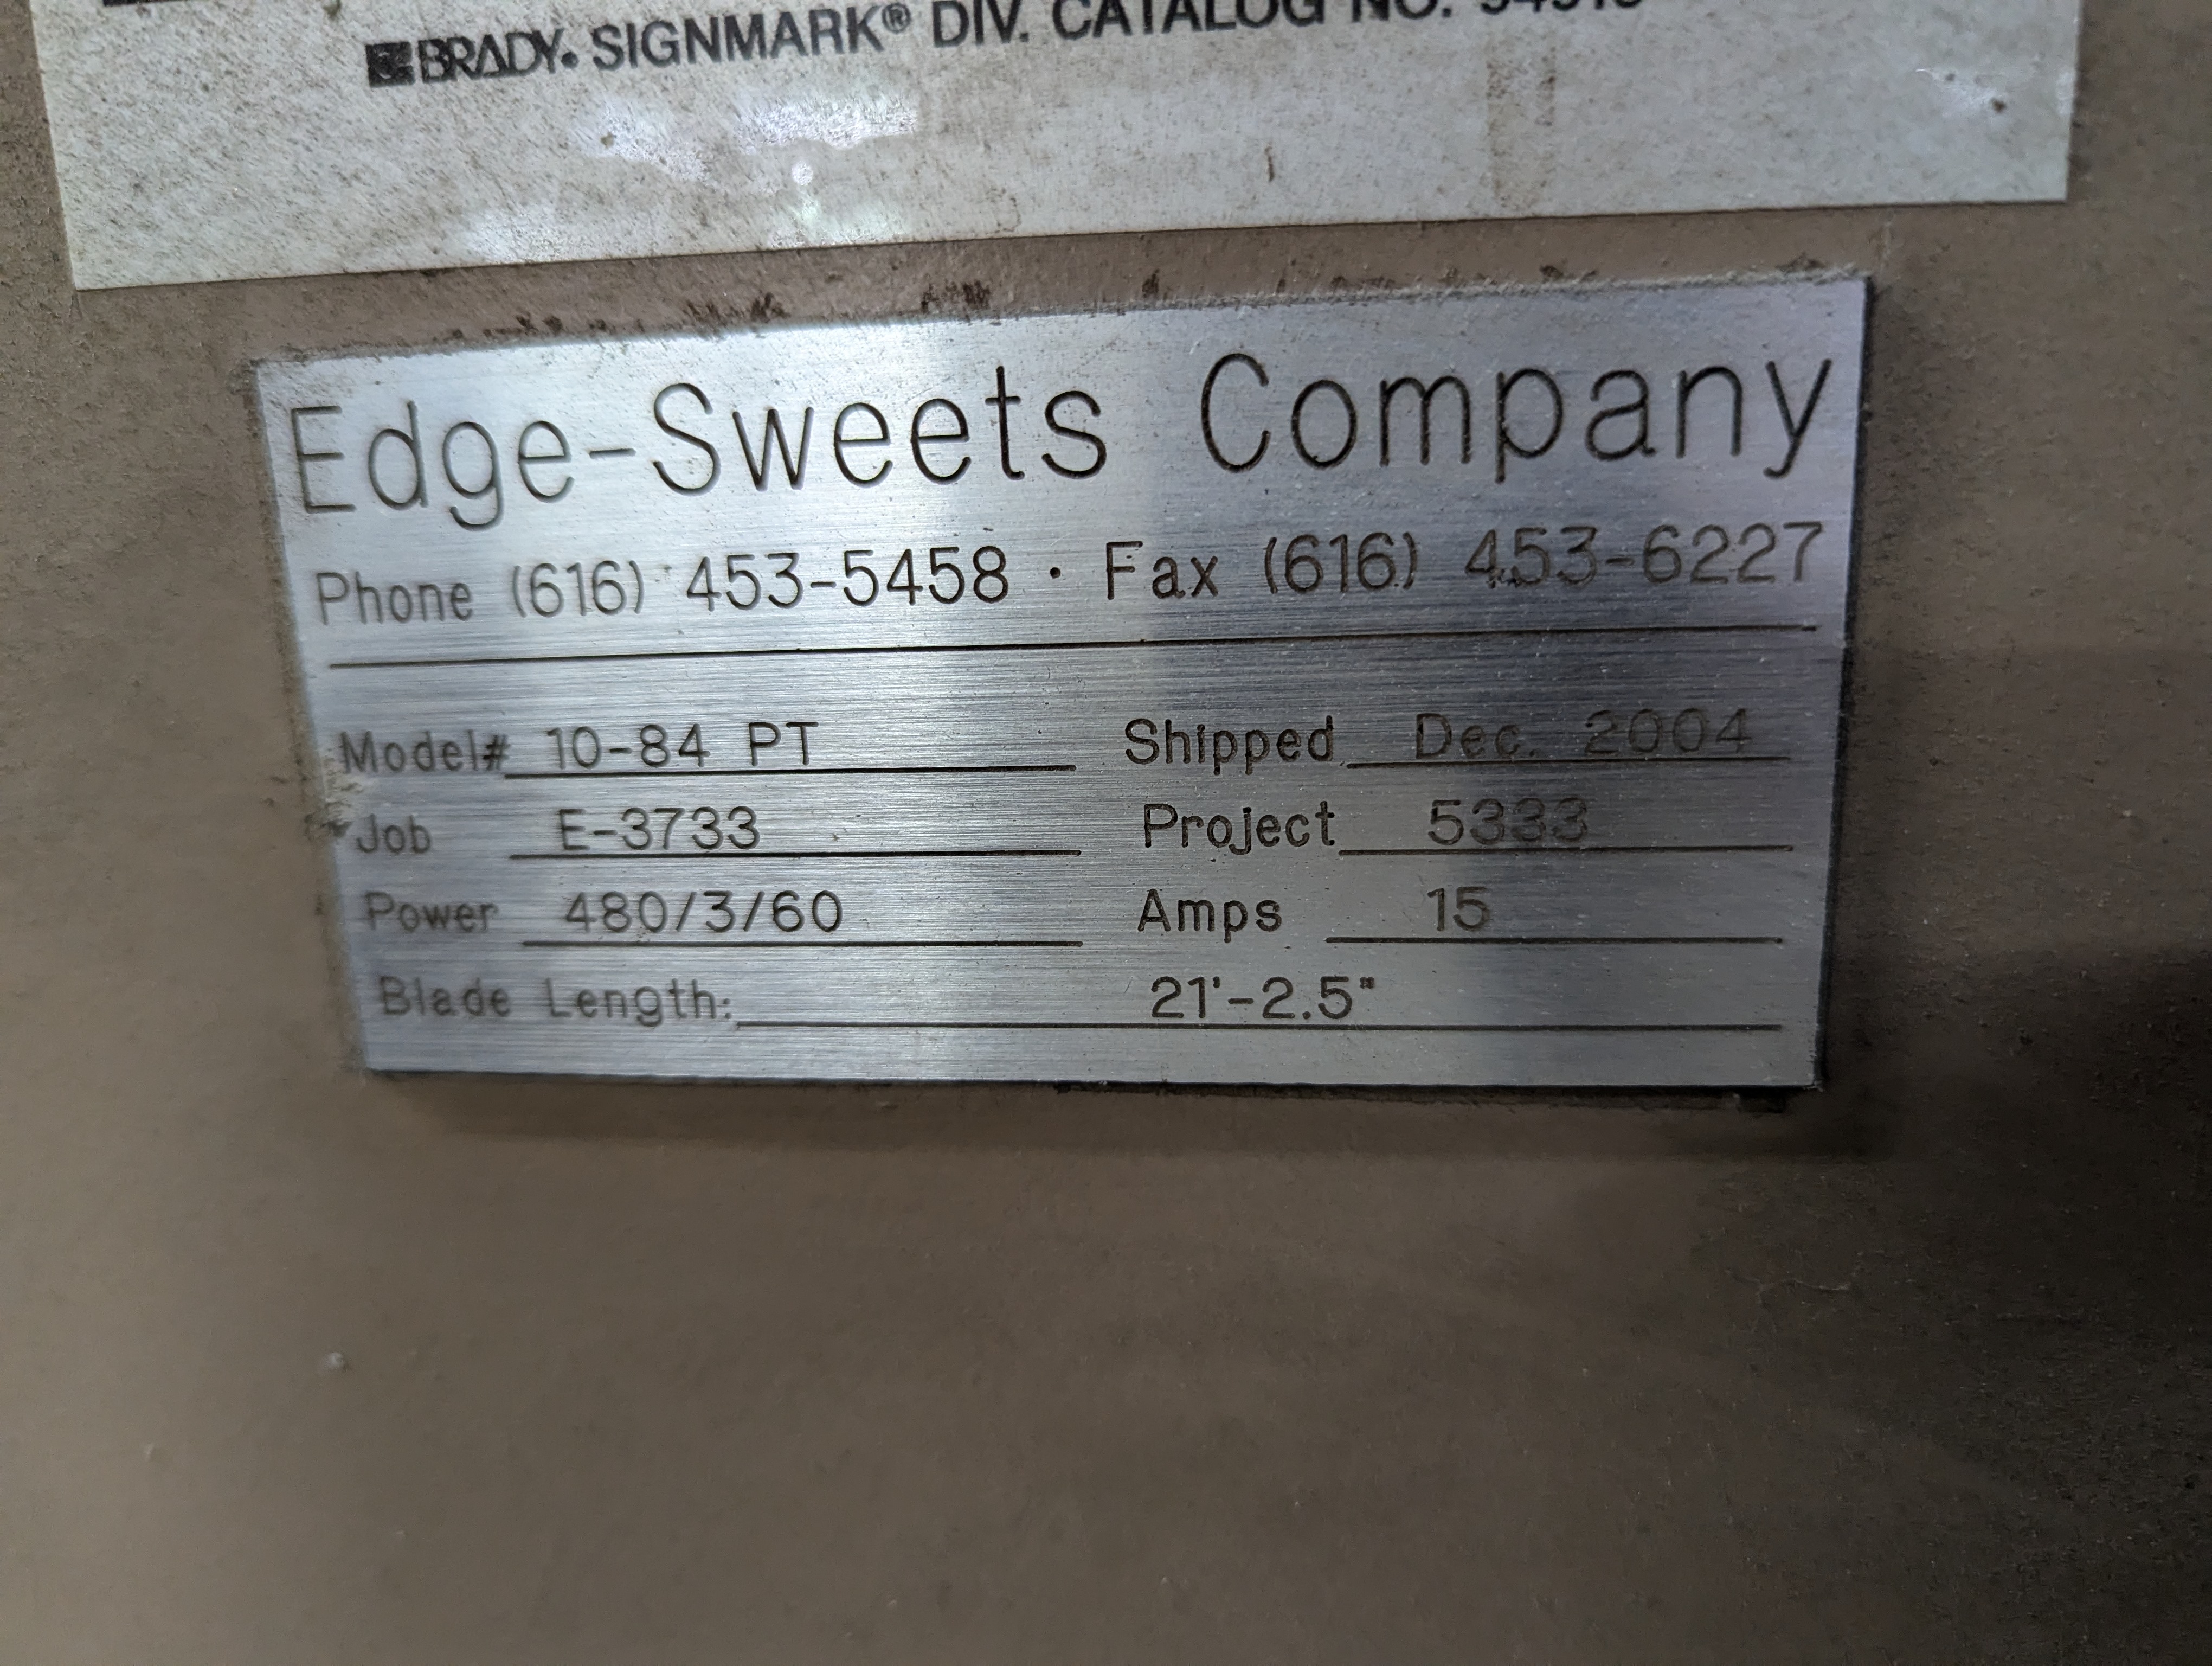 BRADY. SIGNMARK® DIV. CATALOG NO.
Edge-Sweets Company
Phone (616) 453-5458 · Fax (616) 453-6227
Model# 10-84 PT Shipped Dec. 2004
Job E-3733 Project 5333
Power 480/3/60 Amps 15
Blade Length: 21'-2.5"